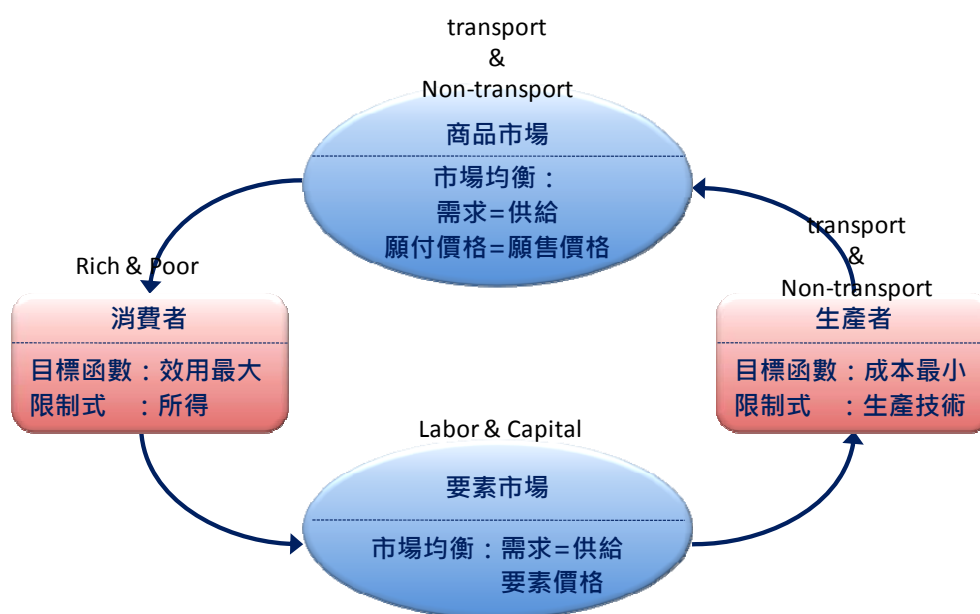 transport
&
Non-transport
商品市場
市場均衡：
需求=供給
願付價格=願售價格
Rich & Poor
消費者
目標函數：效用最大
限制式　：所得
transport
&
Non-transport
生產者
目標函數：成本最小
限制式　：生產技術
Labor & Capital
要素市場
市場均衡：需求=供給
要素價格